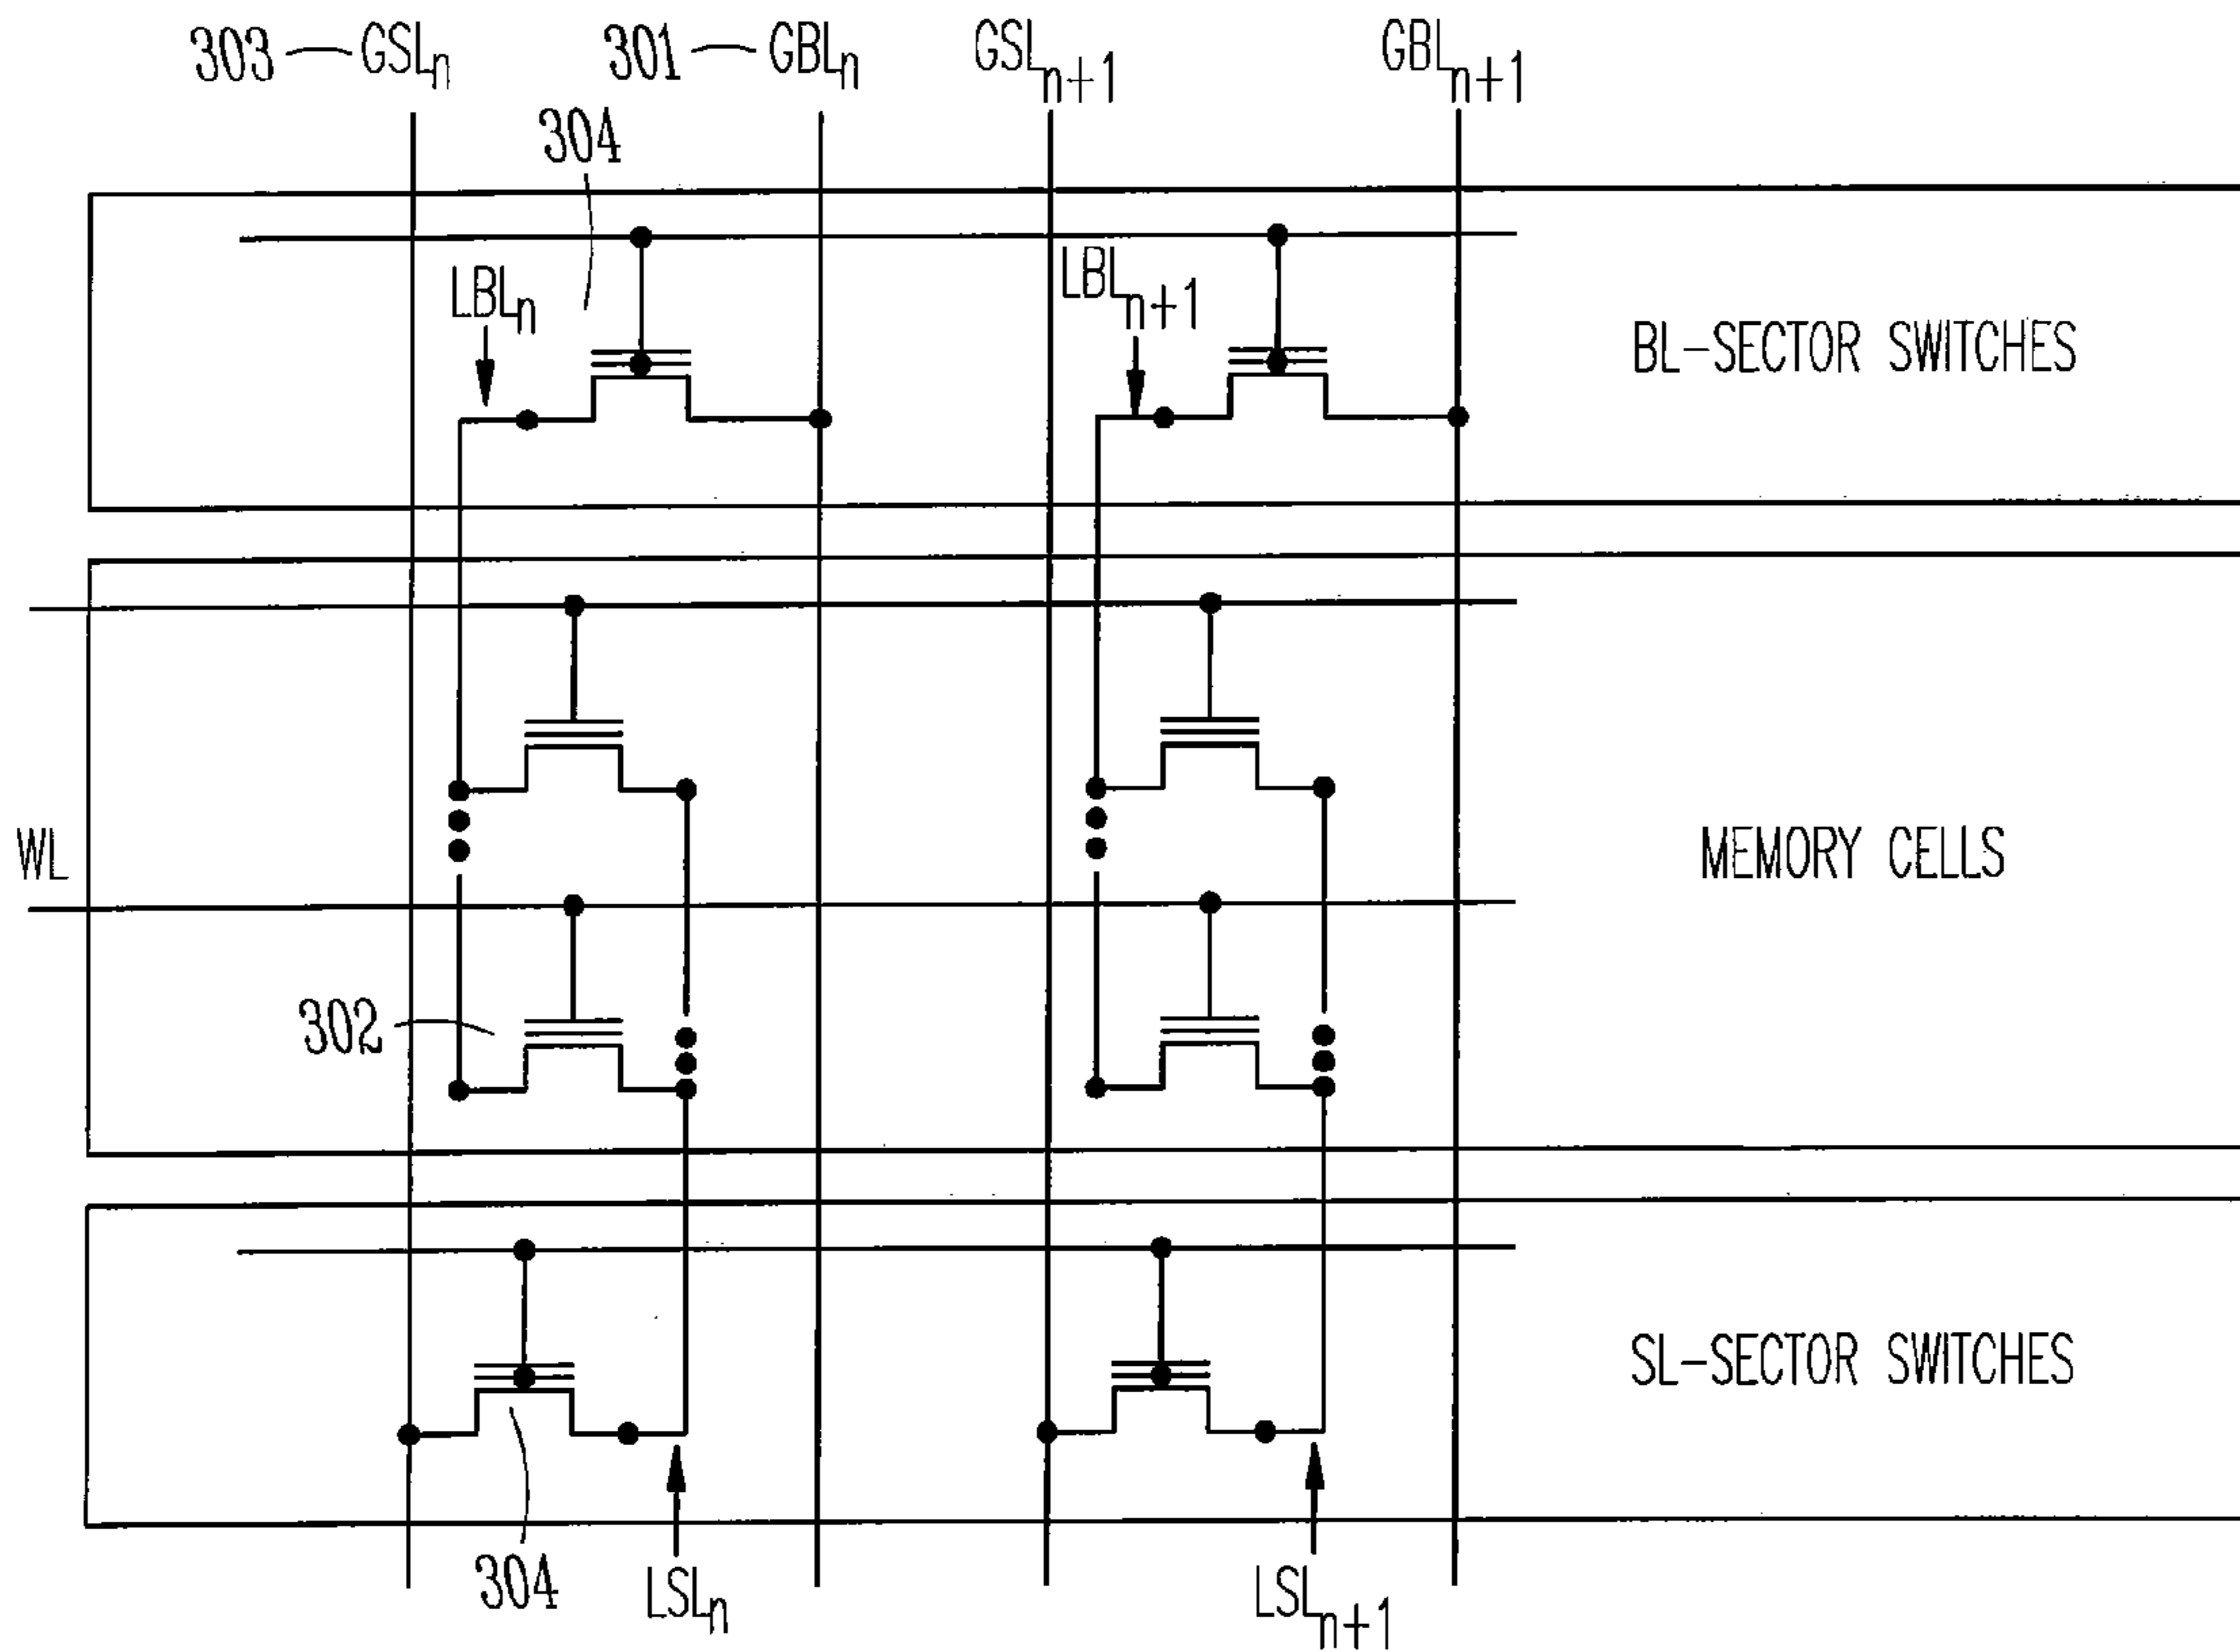 303 GSLn 301 GBLn GSLn+1 GBLn+1
304
LBLn LBLn+1
BL-SECTOR SWITCHES
WL
MEMORY CELLS
302
SL-SECTOR SWITCHES
304
LSLn LSLn+1